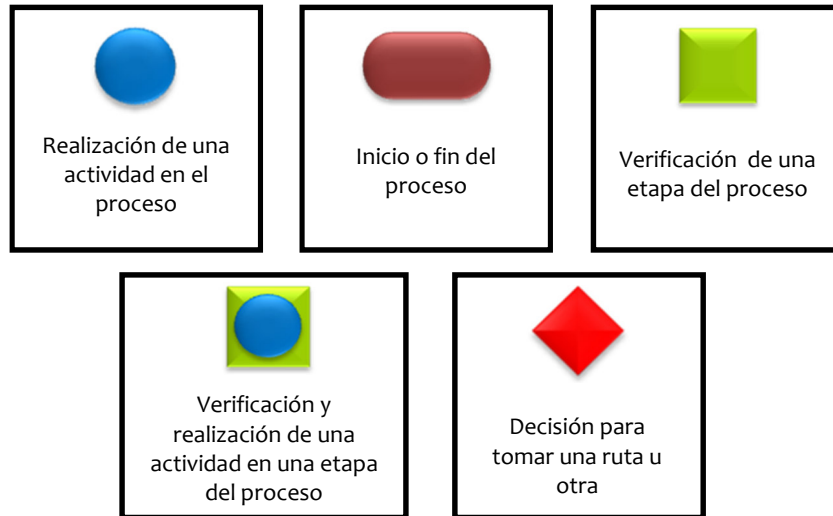 Realización de una
actividad en el
proceso
Inicio o fin del
proceso
Verificación de una
etapa del proceso
Verificación y
realización de una
actividad en una etapa
del proceso
Decisión para
tomar una ruta u
otra